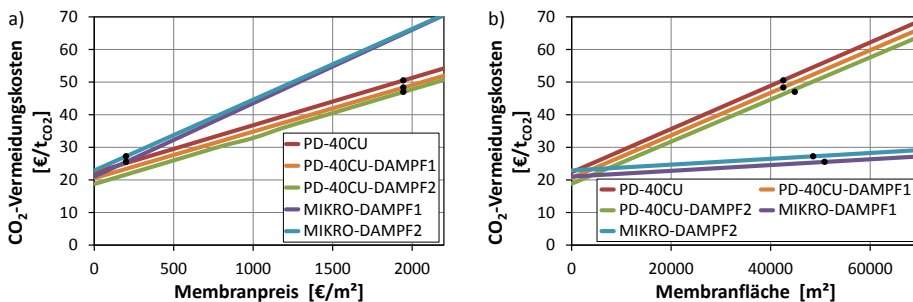 a)
CO2-Vermeidungskosten
[€/tCO2]
70
60
50
40
30
20
10
0
PD-40CU
PD-40CU-DAMPF1
PD-40CU-DAMPF2
MIKRO-DAMPF1
MIKRO-DAMPF2
0 500 1000 1500 2000
Membranpreis [€/m²]
b)
CO2-Vermeidungskosten
[€/tCO2]
70
60
50
40
30
20
10
0
PD-40CU PD-40CU-DAMPF1
PD-40CU-DAMPF2 MIKRO-DAMPF1
MIKRO-DAMPF2
0 20000 40000 60000
Membranfläche [m²]